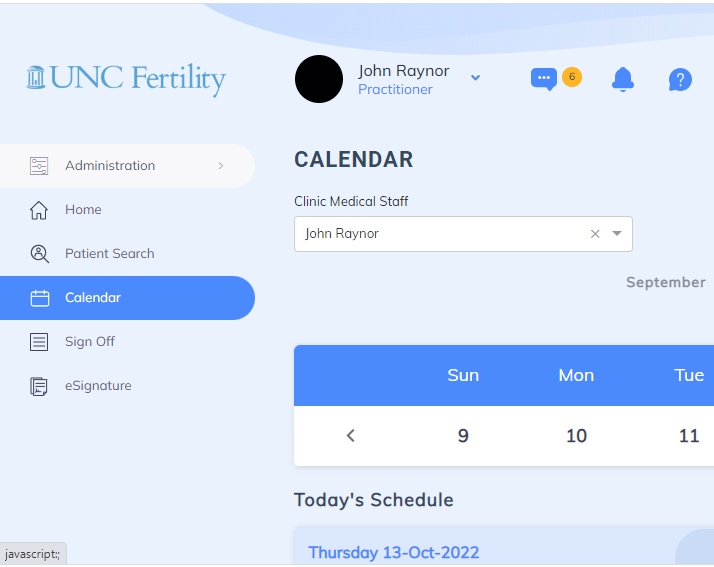 UNC Fertility
John Raynor
Practitioner
6
?
Administration
Home
Patient Search
Calendar
Sign Off
eSignature
CALENDAR
Clinic Medical Staff
John Raynor
September
Sun Mon Tue
9 10 11
Today's Schedule
Thursday 13-Oct-2022
javascript:;